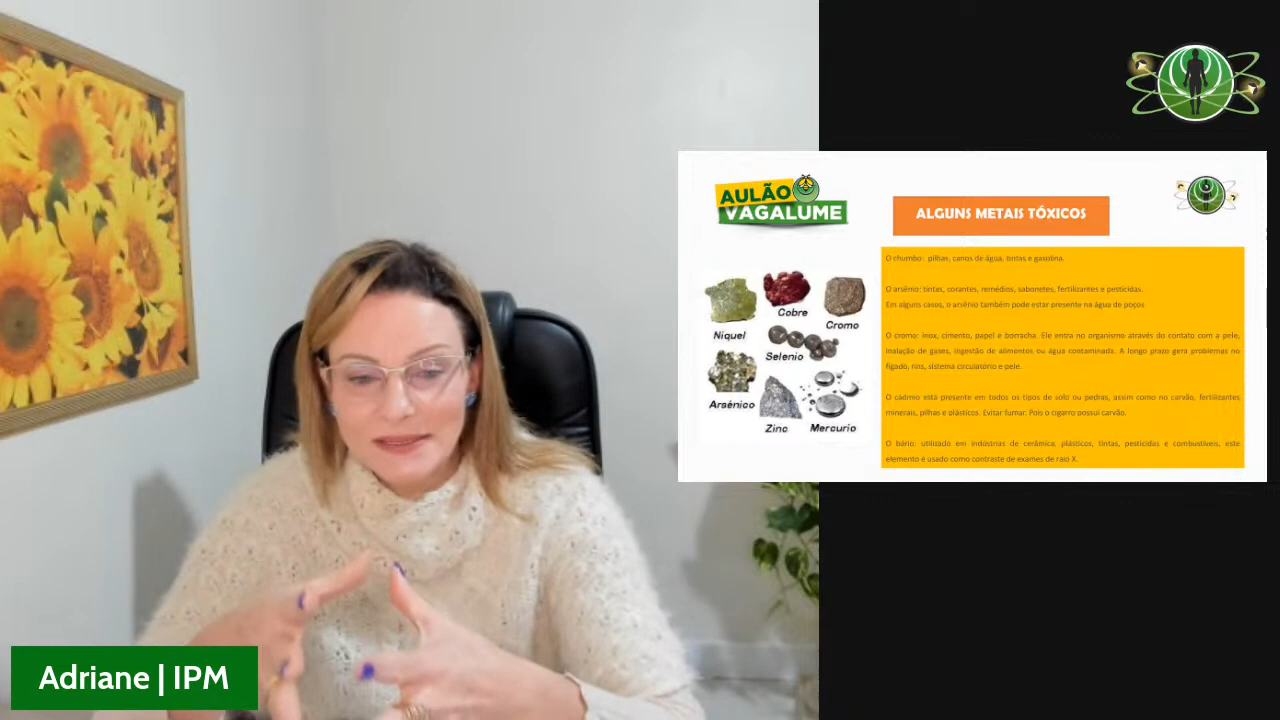 AULÃO
VAGALUME
ALGUNS METAIS TÓXICOS
Níquel
Cobre
Cromo
Selenio
Arsénico
Zinc
Mercurio
O chumbo: pilhas, canos de água, tintas e gasolina.
O arsênio: tintas, corantes, remédios, sabonetes, fertilizantes e pesticidas.
Em alguns casos, o arsênio também pode estar presente na água de poços
O cromo: inox, cimento, papel e borracha. Ele entra no organismo através do contato com a pele,
inalação de gases, ingestão de alimentos ou água contaminada. A longo prazo gera problemas no
fígado, rins, sistema circulatório e pele.
O cádmio está presente em todos os tipos de solo ou pedras, assim como no carvão, fertilizantes
minerais, pilhas e plásticos. Evitar fumar. Pois o cigarro possui carvão.
O bário: utilizado em indústrias de cerâmica, plásticos, tintas, pesticidas e combustíveis, este
elemento é usado como contraste de exames de raio X.
Adriane | IPM